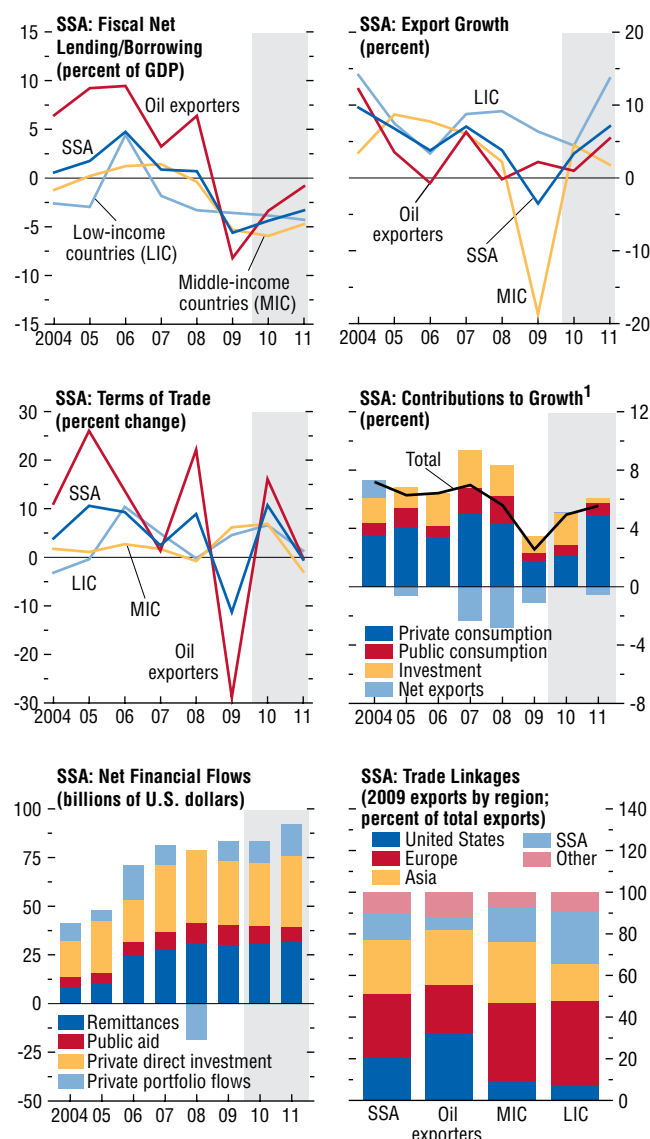 SSA: Fiscal Net
Lending/Borrowing
(percent of GDP)
15
10
5
0
-5
-10
-15
Oil exporters
SSA
Low-income
countries (LIC)
Middle-income
countries (MIC)
2004 05 06 07 08 09 10 11
SSA: Export Growth
(percent)
20
10
0
-10
-20
LIC
Oil
exporters
SSA
MIC
2004 05 06 07 08 09 10 11
SSA: Terms of Trade
(percent change)
30
20
10
0
-10
-20
-30
SSA
LIC
MIC
Oil
exporters
2004 05 06 07 08 09 10 11
SSA: Contributions to Growth¹
(percent)
12
8
4
0
-4
-8
Total
Private consumption
Public consumption
Investment
Net exports
2004 05 06 07 08 09 10 11
SSA: Net Financial Flows
(billions of U.S. dollars)
100
75
50
25
0
-25
-50
Remittances
Public aid
Private direct investment
Private portfolio flows
2004 05 06 07 08 09 10 11
SSA: Trade Linkages
(2009 exports by region;
percent of total exports)
140
120
100
80
60
40
20
0
United States
Europe
Asia
SSA
Other
SSA Oil MIC LIC
exporters